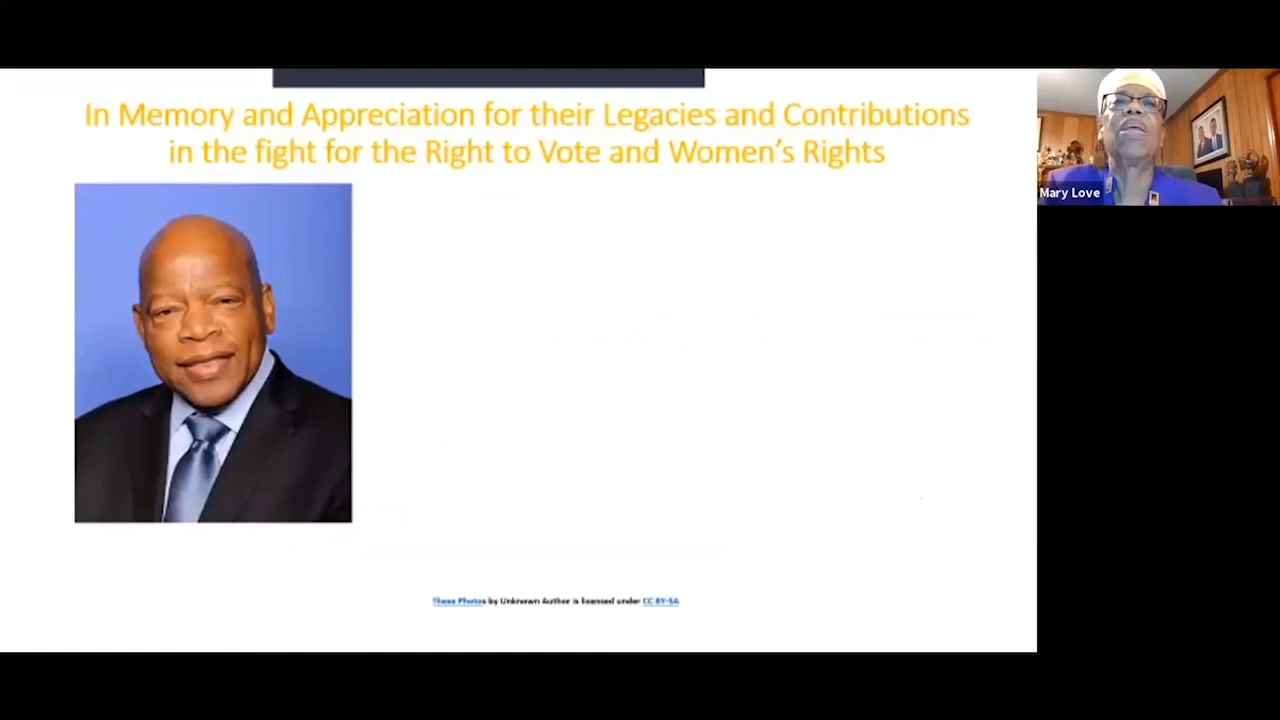 In Memory and Appreciation for their Legacies and Contributions
in the fight for the Right to Vote and Women's Rights
Mary Love
These Photos by Unknown Author is licensed under CC BY-SA